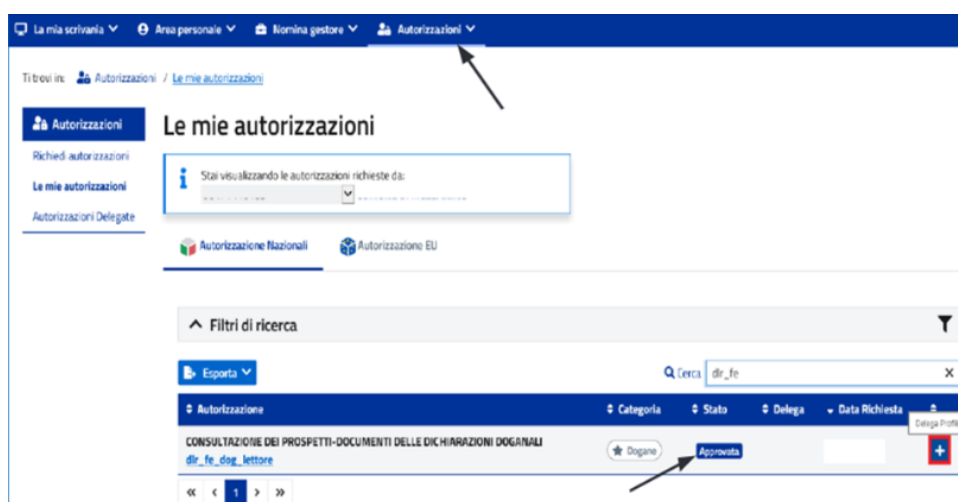 La mia scrivania Area personale Nomina gestore Autorizzazioni
Ti trovi in: Autorizzazioni / Le mie autorizzazioni
Autorizzazioni
Richiedi autorizzazioni
Le mie autorizzazioni
Autorizzazioni Delegate
Le mie autorizzazioni
Stai visualizzando le autorizzazioni richieste da:
Autorizzazione Nazionali Autorizzazione EU
Filtri di ricerca
Esporta Cerca dlr_fe X
Autorizzazione Categoria Stato Delega Data Richiesta
Delega Profil
CONSULTAZIONE DEI PROSPETTI-DOCUMENTI DELLE DICHIARAZIONI DOGANALI Dogane Approvata +
dlr_fe_dog_lettore
« < 1 > »